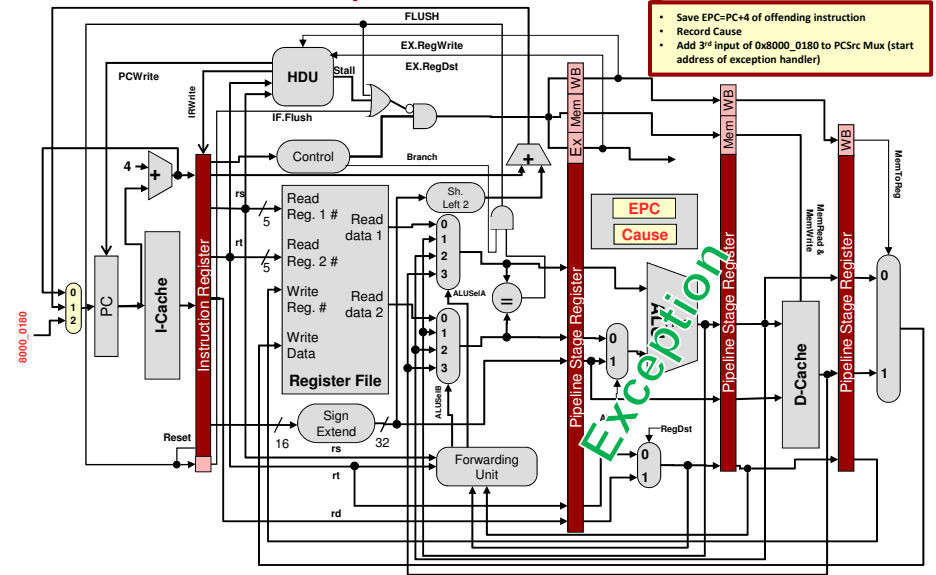 FLUSH
• Save EPC=PC+4 of offending instruction
• Record Cause
• Add 3rd input of 0x8000_0180 to PCSrc Mux (start
address of exception handler)
EX.RegWrite
EX.RegDst
PCWrite
IRWrite
HDU
Stall
IF.Flush
WB
Mem
Ex
WB
Mem
WB
MemToReg
Control
Branch
4
+
+
rs
5
rt
5
Read
Reg. 1 #
Read
data 1
Read
Reg. 2 #
Write
Reg. #
Read
data 2
Write
Data
Register File
Sh.
Left 2
0
1
2
3
ALUSelA
0
1
2
3
ALUSelB
=
EPC
Cause
MemRead &
MemWrite
8000_0180
0
1
2
PC
I-Cache
Instruction Register
Pipeline Stage Register
0
1
Exception
Pipeline Stage Register
D-Cache
Pipeline Stage Register
0
1
Reset
16
Sign
Extend
32
rs
rt
rd
Forwarding
Unit
RegDst
0
1